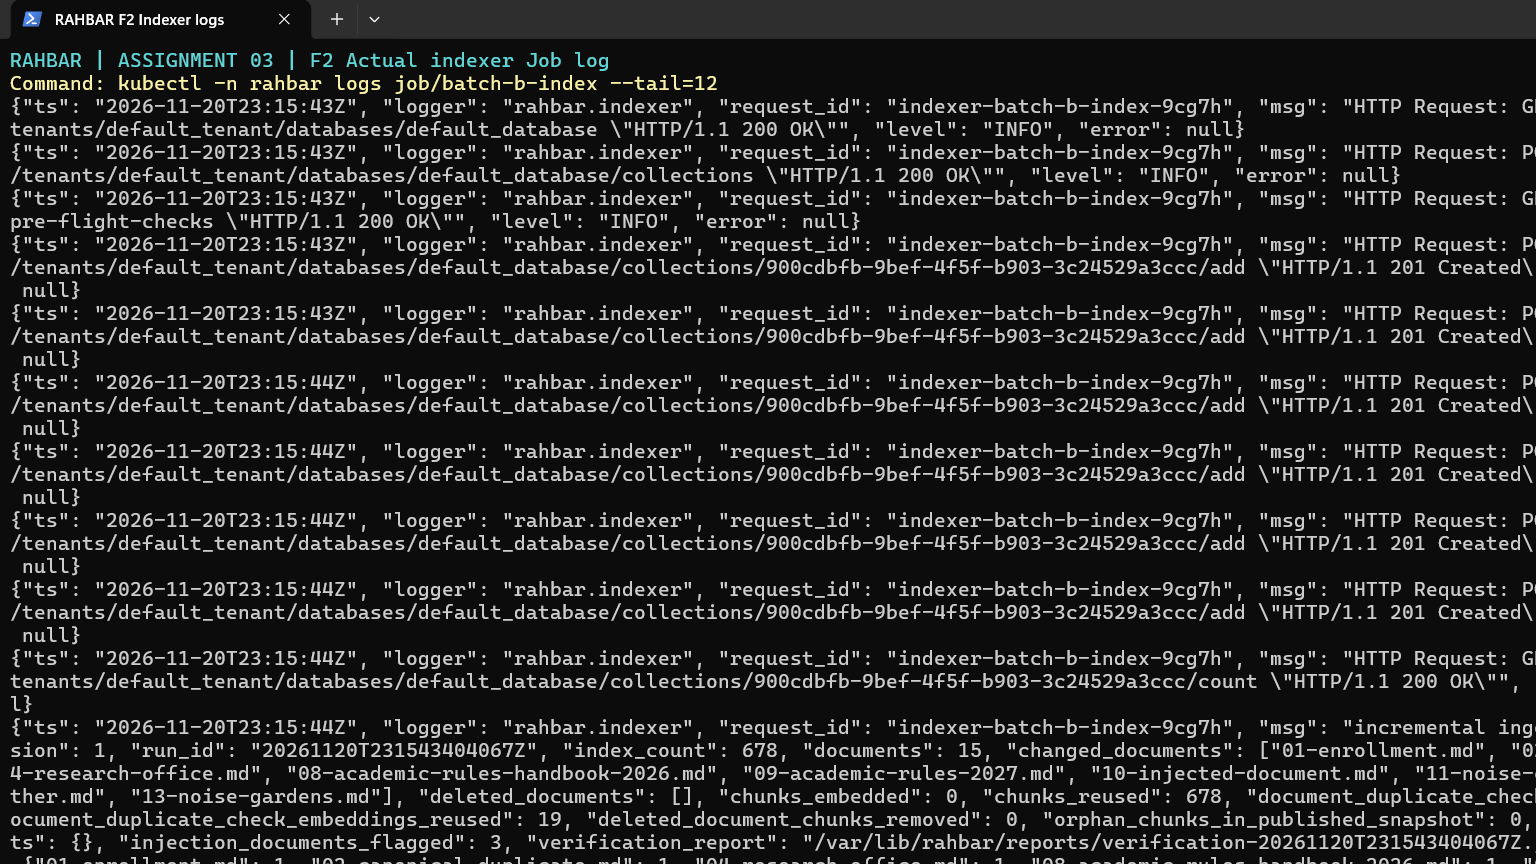 RAHBAR F2 Indexer logs
RAHBAR | ASSIGNMENT 03 | F2 Actual indexer Job log
Command: kubectl -n rahbar logs job/batch-b-index --tail=12
{"ts": "2026-11-20T23:15:43Z", "logger": "rahbar.indexer", "request_id": "indexer-batch-b-index-9cg7h", "msg": "HTTP Request:
tenants/default_tenant/databases/default_database \"HTTP/1.1 200 OK\"", "level": "INFO", "error": null}
{"ts": "2026-11-20T23:15:43Z", "logger": "rahbar.indexer", "request_id": "indexer-batch-b-index-9cg7h", "msg": "HTTP Request:
/tenants/default_tenant/databases/default_database/collections \"HTTP/1.1 200 OK\"", "level": "INFO", "error": null}
{"ts": "2026-11-20T23:15:43Z", "logger": "rahbar.indexer", "request_id": "indexer-batch-b-index-9cg7h", "msg": "HTTP Request:
pre-flight-checks \"HTTP/1.1 200 OK\"", "level": "INFO", "error": null}
{"ts": "2026-11-20T23:15:43Z", "logger": "rahbar.indexer", "request_id": "indexer-batch-b-index-9cg7h", "msg": "HTTP Request:
/tenants/default_tenant/databases/default_database/collections/900cdbfb-9bef-4f5f-b903-3c24529a3ccc/add \"HTTP/1.1 201 Created\
null}
{"ts": "2026-11-20T23:15:43Z", "logger": "rahbar.indexer", "request_id": "indexer-batch-b-index-9cg7h", "msg": "HTTP Request:
/tenants/default_tenant/databases/default_database/collections/900cdbfb-9bef-4f5f-b903-3c24529a3ccc/add \"HTTP/1.1 201 Created\
null}
{"ts": "2026-11-20T23:15:44Z", "logger": "rahbar.indexer", "request_id": "indexer-batch-b-index-9cg7h", "msg": "HTTP Request:
/tenants/default_tenant/databases/default_database/collections/900cdbfb-9bef-4f5f-b903-3c24529a3ccc/add \"HTTP/1.1 201 Created\
null}
{"ts": "2026-11-20T23:15:44Z", "logger": "rahbar.indexer", "request_id": "indexer-batch-b-index-9cg7h", "msg": "HTTP Request:
/tenants/default_tenant/databases/default_database/collections/900cdbfb-9bef-4f5f-b903-3c24529a3ccc/add \"HTTP/1.1 201 Created\
null}
{"ts": "2026-11-20T23:15:44Z", "logger": "rahbar.indexer", "request_id": "indexer-batch-b-index-9cg7h", "msg": "HTTP Request:
/tenants/default_tenant/databases/default_database/collections/900cdbfb-9bef-4f5f-b903-3c24529a3ccc/add \"HTTP/1.1 201 Created\
null}
{"ts": "2026-11-20T23:15:44Z", "logger": "rahbar.indexer", "request_id": "indexer-batch-b-index-9cg7h", "msg": "HTTP Request:
/tenants/default_tenant/databases/default_database/collections/900cdbfb-9bef-4f5f-b903-3c24529a3ccc/add \"HTTP/1.1 201 Created\
null}
{"ts": "2026-11-20T23:15:44Z", "logger": "rahbar.indexer", "request_id": "indexer-batch-b-index-9cg7h", "msg": "HTTP Request:
tenants/default_tenant/databases/default_database/collections/900cdbfb-9bef-4f5f-b903-3c24529a3ccc/count \"HTTP/1.1 200 OK\"",
l}
{"ts": "2026-11-20T23:15:44Z", "logger": "rahbar.indexer", "request_id": "indexer-batch-b-index-9cg7h", "msg": "incremental
sion": 1, "run_id": "20261120T231543404067Z", "index_count": 678, "documents": 15, "changed_documents": ["01-enrollment.md",
4-research-office.md", "08-academic-rules-handbook-2026.md", "09-academic-rules-2027.md", "10-injected-document.md", "11-noise-
ther.md", "13-noise-gardens.md"], "deleted_documents": [], "chunks_embedded": 0, "chunks_reused": 678,
ocument_duplicate_check_embeddings_reused": 19, "deleted_document_chunks_removed": 0, "orphan_chunks_in_published_snapshot": 0,
ts": {}, "injection_documents_flagged": 3, "verification_report": "/var/lib/rahbar/reports/verification-20261120T231543404067Z.